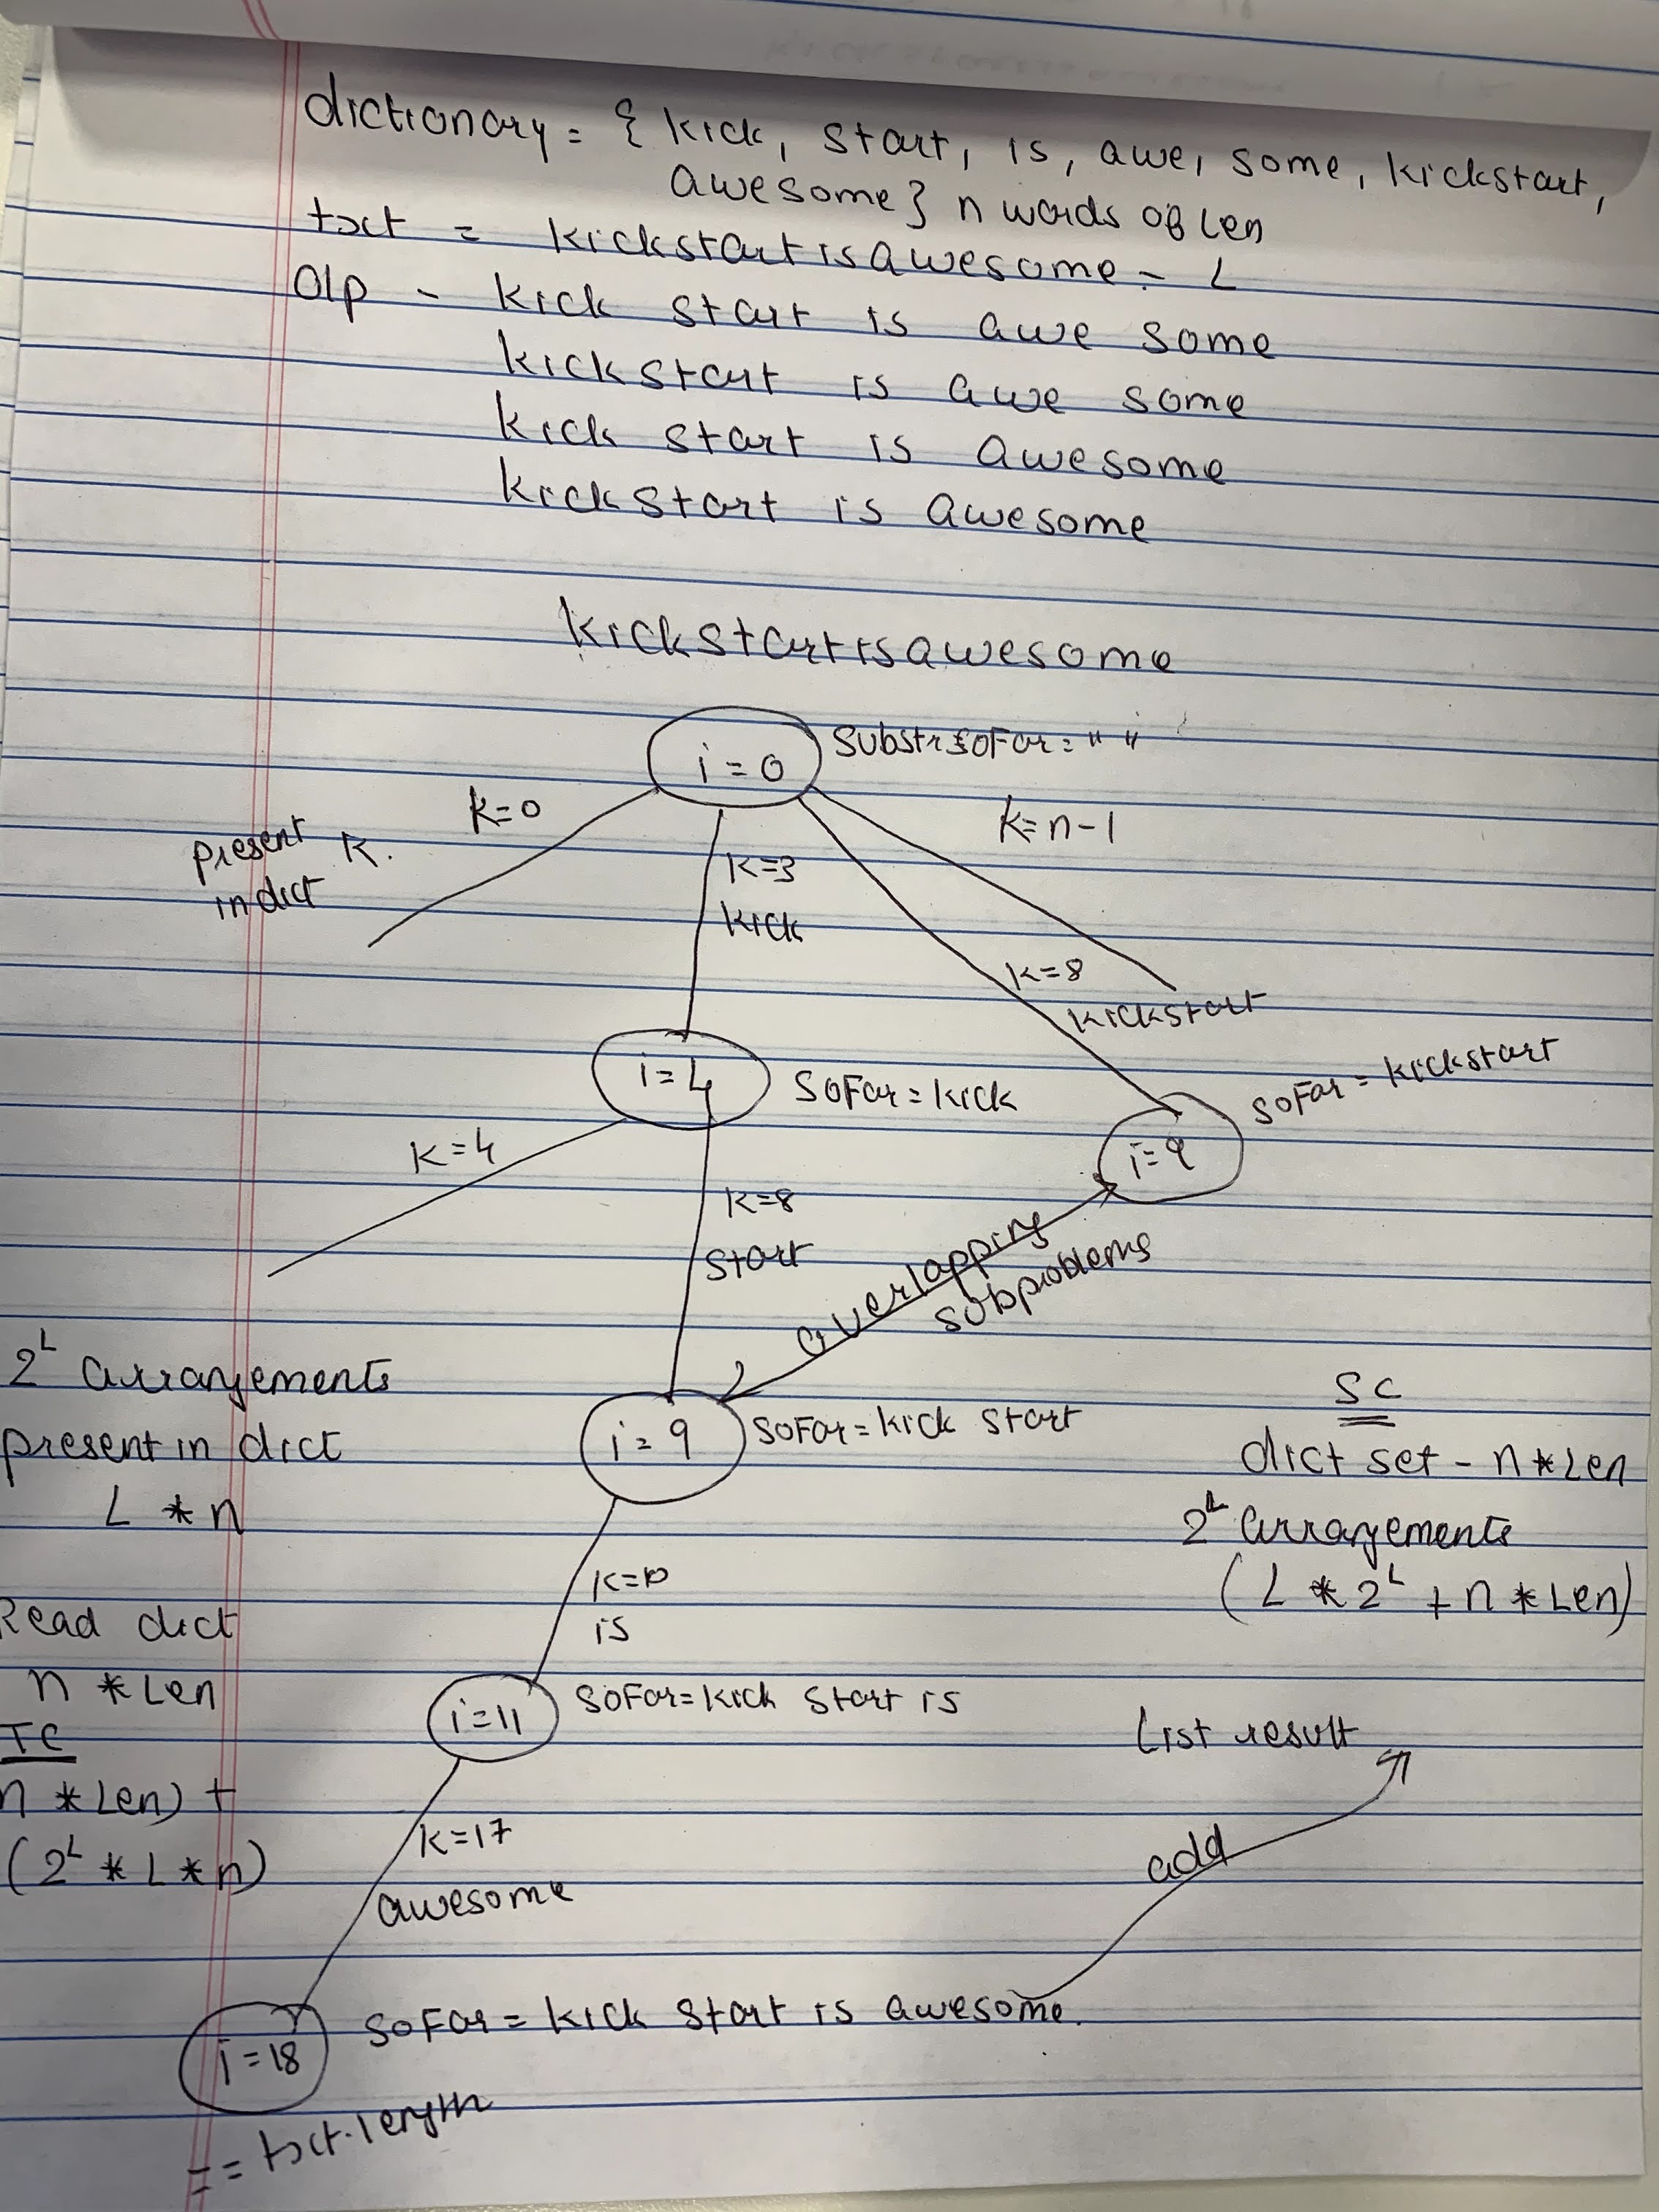 dictionary = { kick, start, is, awe, some, kickstart,
awesome } n words of len
txt = kickstartisawesome - L
O/p - kick start is awe some
kickstart is awe some
kick start is awesome
kickstart is awesome
kickstartisawesome
i = 0 substrsoFar = " "
k=0
k=n-1
present k.
in dict
k=3
kick
k=8
kickstart
i = 4 soFar = kick
i=9 soFar = kickstart
k=4
k=8
start
overlapping
subproblems
2^L arrangements
present in dict
L * n
i = 9 soFar = kick start
SC
dict set - n * Len
2^L arrangements
(L * 2^L + n * Len)
k=10
is
Read dict
n * Len
TC
n * Len) +
(2^L * L * n)
i=11 soFar = kick start is
List result
k=17
awesome
add
i=18 soFar = kick start is awesome.
== txt.length